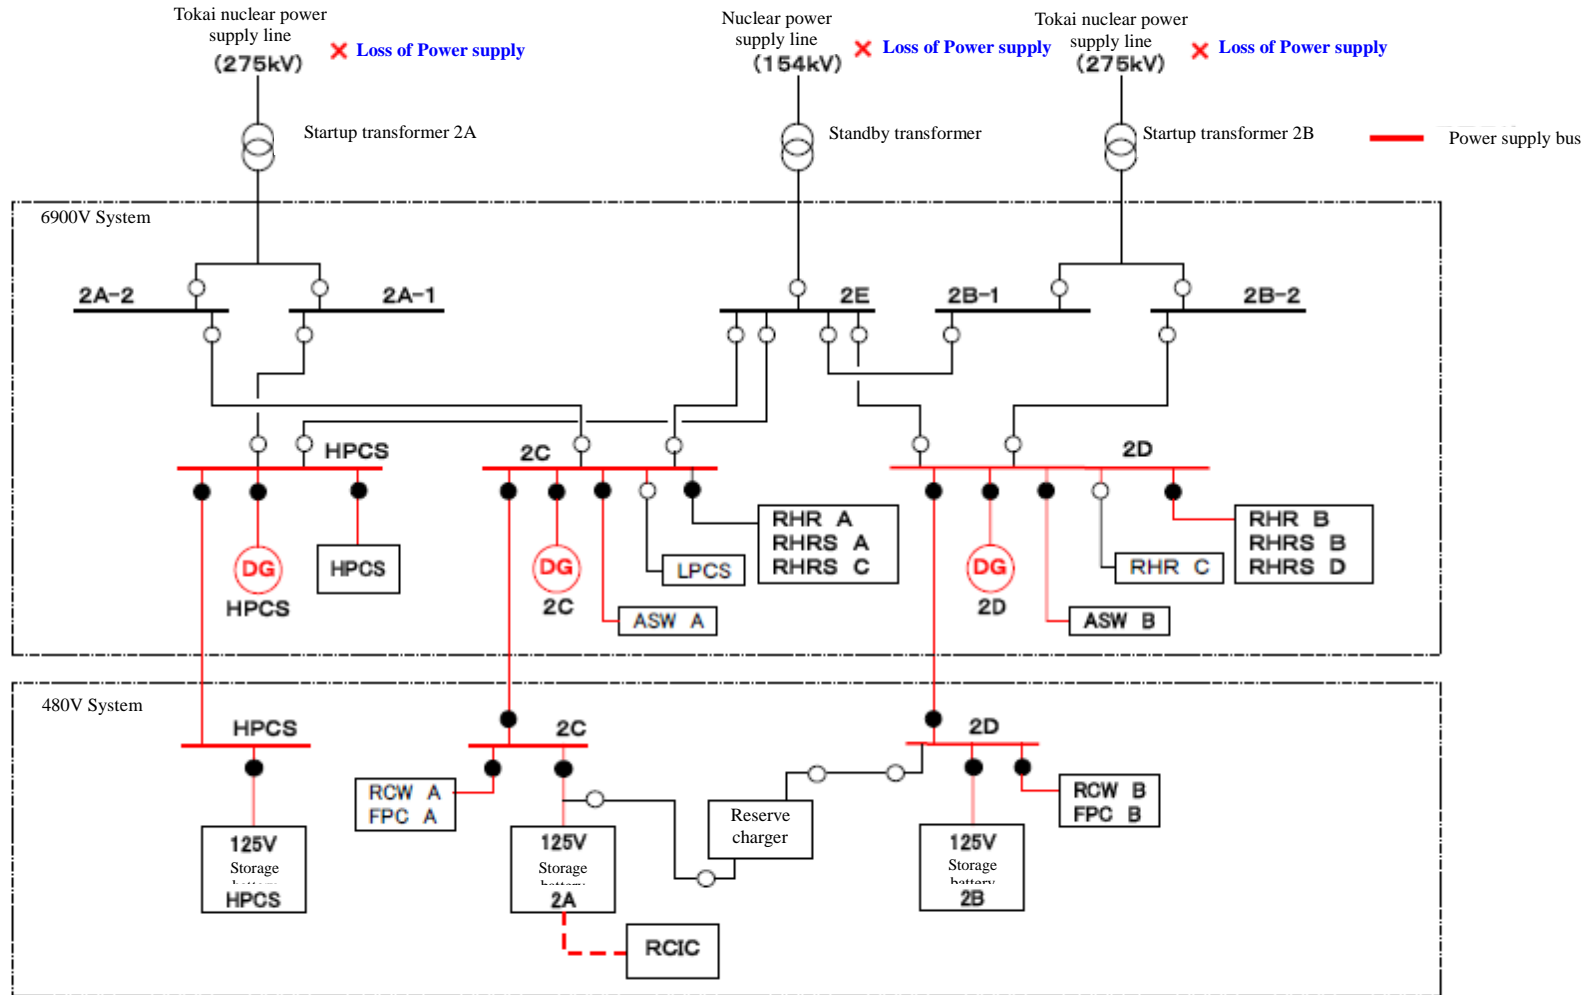 Tokai nuclear power
supply line
(275kV)
Loss of Power supply
Nuclear power
supply line
(154kV)
Loss of Power supply
Tokai nuclear power
supply line
(275kV)
Loss of Power supply
Startup transformer 2A
Standby transformer
Startup transformer 2B
Power supply bus
6900V System
2A-2
2A-1
2E
2B-1
2B-2
HPCS
2C
2D
DG
HPCS
HPCS
DG
2C
LPCS
ASW A
RHR A
RHRS A
RHRS C
DG
2D
ASW B
RHR C
RHR B
RHRS B
RHRS D
480V System
HPCS
2C
2D
RCW A
FPC A
Reserve
charger
RCW B
FPC B
125V
Storage
battery
HPCS
125V
Storage
battery
2A
125V
Storage
battery
2B
RCIC